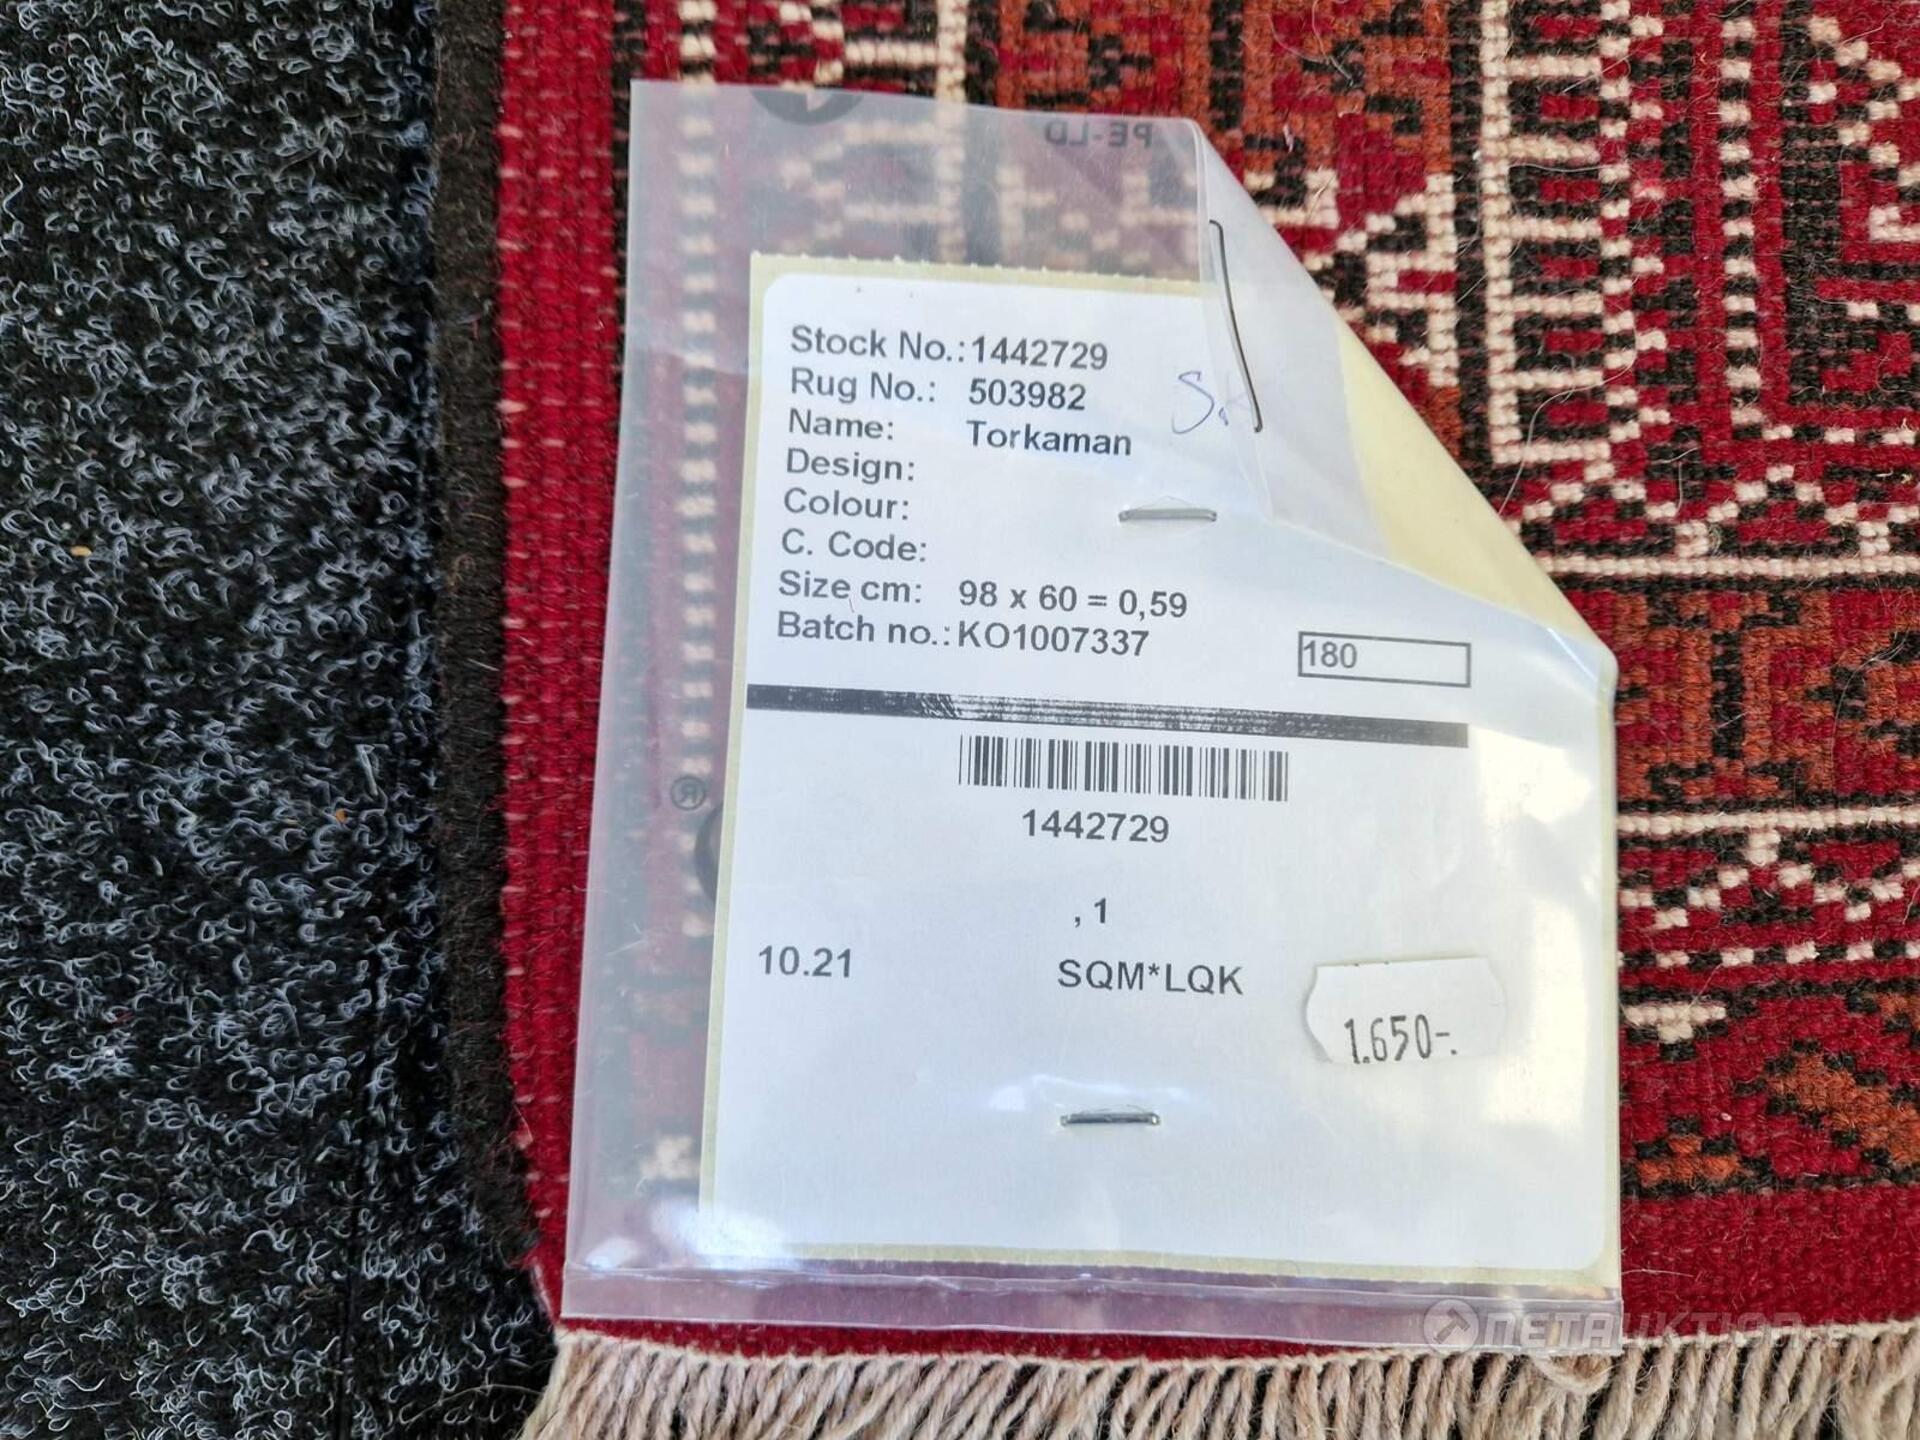 PE-LD
Stock No.: 1442729
Rug No.: 503982
Name: Torkaman
Design:
Colour:
C. Code:
Size cm: 98 x 60 = 0,59
Batch no.: KO1007337
180
®
1442729
, 1
10.21
SQM*LQK
1.650-.